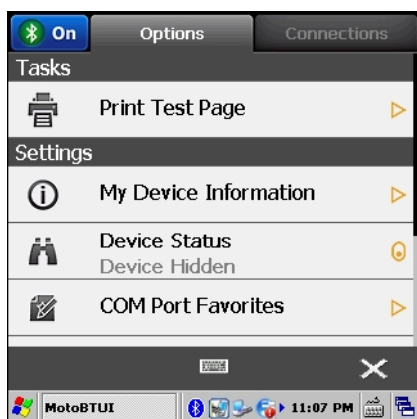 On Options Connections
Tasks
Print Test Page
Settings
My Device Information
Device Status
Device Hidden
COM Port Favorites
MotoBTUI 11:07 PM